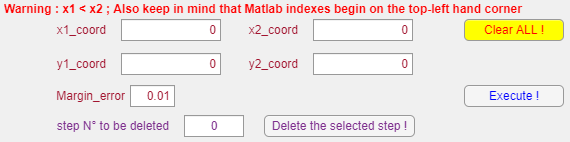 Warning : x1 < x2 ; Also keep in mind that Matlab indexes begin on the top-left hand corner
x1_coord 0 x2_coord 0 Clear ALL !
y1_coord 0 y2_coord 0
Margin_error 0.01 Execute !
step N° to be deleted 0 Delete the selected step !